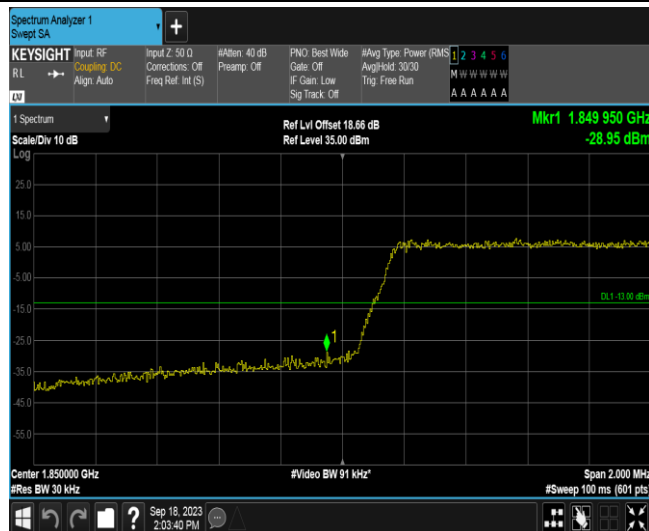 Spectrum Analyzer 1
Swept SA
+
KEYSIGHT
RL
LXI
Input: RF
Coupling: DC
Align: Auto
Input Z: 50 Ω
Corrections: Off
Freq Ref: Int (S)
#Atten: 40 dB
Preamp: Off
PNO: Best Wide
Gate: Off
IF Gain: Low
Sig Track: Off
#Avg Type: Power (RMS
Avg|Hold: 30/30
Trig: Free Run
1 2 3 4 5 6
M W W W W W
A A A A A A
1 Spectrum
Scale/Div 10 dB
Log
Ref Lvl Offset 18.66 dB
Ref Level 35.00 dBm
Mkr1 1.849 950 GHz
-28.95 dBm
25.0
15.0
5.00
-5.00
DL1 -13.00 dBm
-15.0
1
-25.0
-35.0
-45.0
-55.0
Center 1.850000 GHz
#Res BW 30 kHz
#Video BW 91 kHz*
Span 2.000 MHz
#Sweep 100 ms (601 pts)
?
Sep 18, 2023
2:03:40 PM